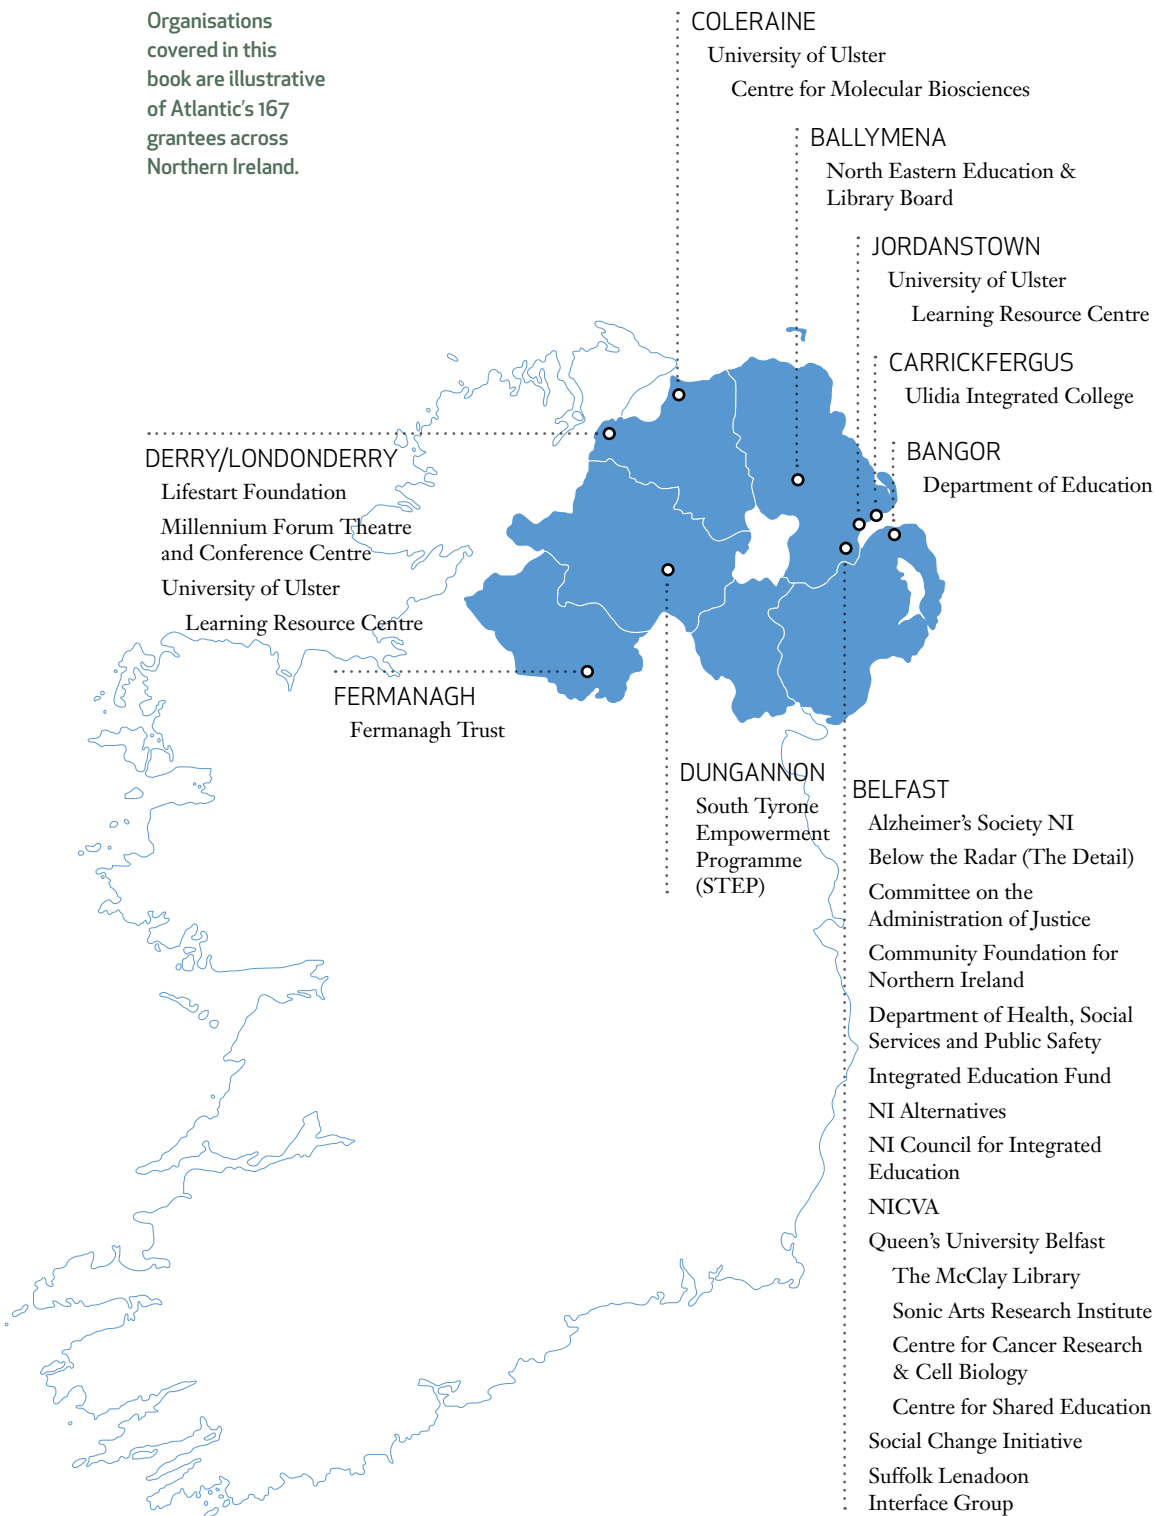 Organisations
covered in this
book are illustrative
of Atlantic's 167
grantees across
Northern Ireland.
COLERAINE
University of Ulster
Centre for Molecular Biosciences
BALLYMENA
North Eastern Education &
Library Board
JORDANSTOWN
University of Ulster
Learning Resource Centre
CARRICKFERGUS
Ulidia Integrated College
BANGOR
Department of Education
DERRY/LONDONDERRY
Lifestart Foundation
Millennium Forum Theatre
and Conference Centre
University of Ulster
Learning Resource Centre
FERMANAGH
Fermanagh Trust
DUNGANNON
South Tyrone
Empowerment
Programme
(STEP)
BELFAST
Alzheimer's Society NI
Below the Radar (The Detail)
Committee on the
Administration of Justice
Community Foundation for
Northern Ireland
Department of Health, Social
Services and Public Safety
Integrated Education Fund
NI Alternatives
NI Council for Integrated
Education
NICVA
Queen's University Belfast
The McClay Library
Sonic Arts Research Institute
Centre for Cancer Research
& Cell Biology
Centre for Shared Education
Social Change Initiative
Suffolk Lenadoon
Interface Group